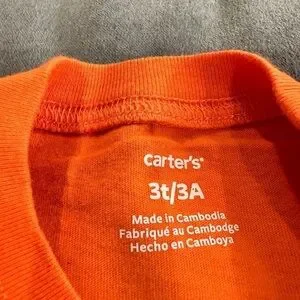 carter's®
3t/3A
Made in Cambodia
Fabriqué au Cambodge
Hecho en Camboya